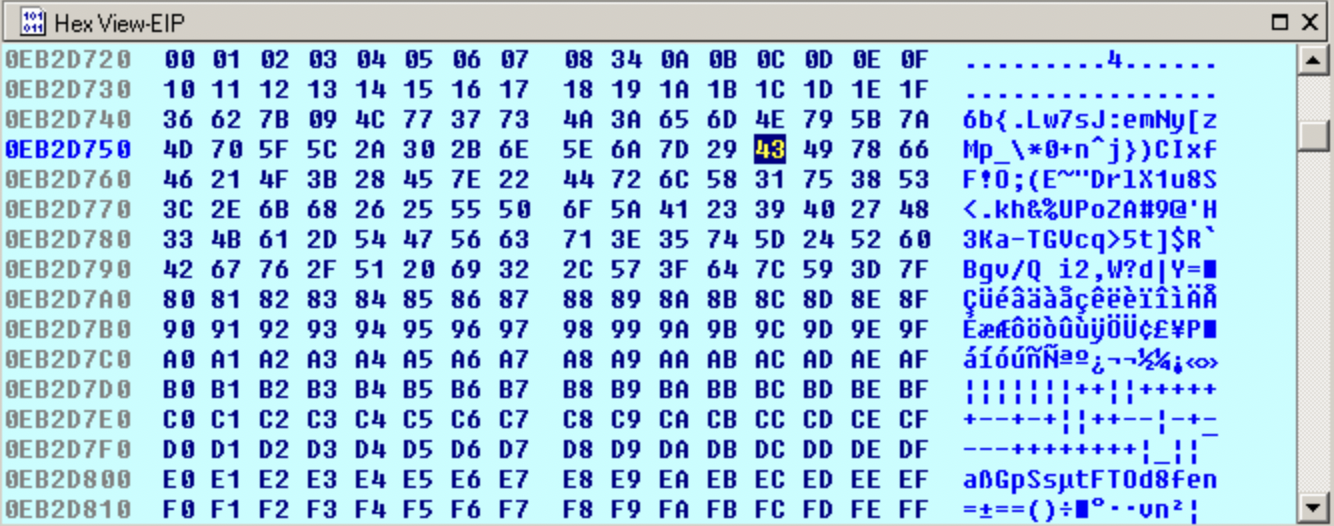 Hex View-EIP
0EB2D720 00 01 02 03 04 05 06 07 08 34 0A 0B 0C 0D 0E 0F .........4......
0EB2D730 10 11 12 13 14 15 16 17 18 19 1A 1B 1C 1D 1E 1F ................
0EB2D740 36 62 7B 09 4C 77 37 73 4A 3A 65 6D 4E 79 5B 7A 6b{.Lw7sJ:emNy[z
0EB2D750 4D 70 5F 5C 2A 30 2B 6E 5E 6A 7D 29 43 49 78 66 Mp_\*0+n^j})CIxf
0EB2D760 46 21 4F 3B 28 45 7E 22 44 72 6C 58 31 75 38 53 F!O;(E~"DrlX1u8S
0EB2D770 3C 2E 6B 68 26 25 55 50 6F 5A 41 23 39 40 27 48 <.kh&%UPoZA#9@'H
0EB2D780 33 4B 61 2D 54 47 56 63 71 3E 35 74 5D 24 52 60 3Ka-TGVcq>5t]$R`
0EB2D790 42 67 76 2F 51 20 69 32 2C 57 3F 64 7C 59 3D 7F Bgv/Q i2,W?d|Y=■
0EB2D7A0 80 81 82 83 84 85 86 87 88 89 8A 8B 8C 8D 8E 8F ÇüéâäàåçêëèïîìÄÅ
0EB2D7B0 90 91 92 93 94 95 96 97 98 99 9A 9B 9C 9D 9E 9F ÉæÆôöòûùÿÖÜ¢£¥P■
0EB2D7C0 A0 A1 A2 A3 A4 A5 A6 A7 A8 A9 AA AB AC AD AE AF áíóúñÑªº¿¬¬½¼¡«»
0EB2D7D0 B0 B1 B2 B3 B4 B5 B6 B7 B8 B9 BA BB BC BD BE BF ¦¦¦¦¦¦¦++¦¦+++++
0EB2D7E0 C0 C1 C2 C3 C4 C5 C6 C7 C8 C9 CA CB CC CD CE CF +--+-+¦¦++--¦-+-
0EB2D7F0 D0 D1 D2 D3 D4 D5 D6 D7 D8 D9 DA DB DC DD DE DF ---++++++++¦_¦¦
0EB2D800 E0 E1 E2 E3 E4 E5 E6 E7 E8 E9 EA EB EC ED EE EF aßGpSsµtFTOd8fen
0EB2D810 F0 F1 F2 F3 F4 F5 F6 F7 F8 F9 FA FB FC FD FE FF =±==()÷■°··vn²¦